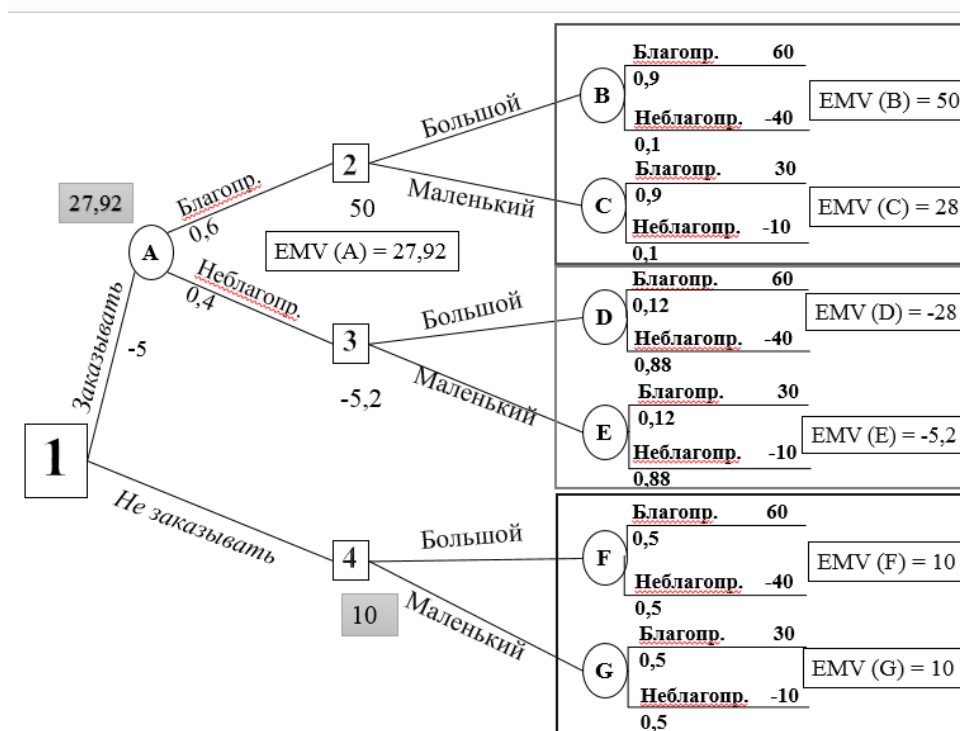 Благопр. 60
0,9
B
EMV (B) = 50
Большой
Неблагопр. -40
0,1
2
Благопр. 30
Благопр.
Маленький
0,9
27,92
C
EMV (C) = 28
50
Неблагопр. -10
0,6
0,1
A
EMV (A) = 27,92
Неблагопр.
Благопр. 60
0,4
Большой
0,12
D
EMV (D) = -28
Заказывать
3
Неблагопр. -40
-5
0,88
Маленький
Благопр. 30
-5,2
0,12
E
EMV (E) = -5,2
1
Неблагопр. -10
0,88
Не заказывать
Благопр. 60
Большой
0,5
4
F
EMV (F) = 10
Неблагопр. -40
0,5
10
Маленький
Благопр. 30
0,5
G
EMV (G) = 10
Неблагопр. -10
0,5